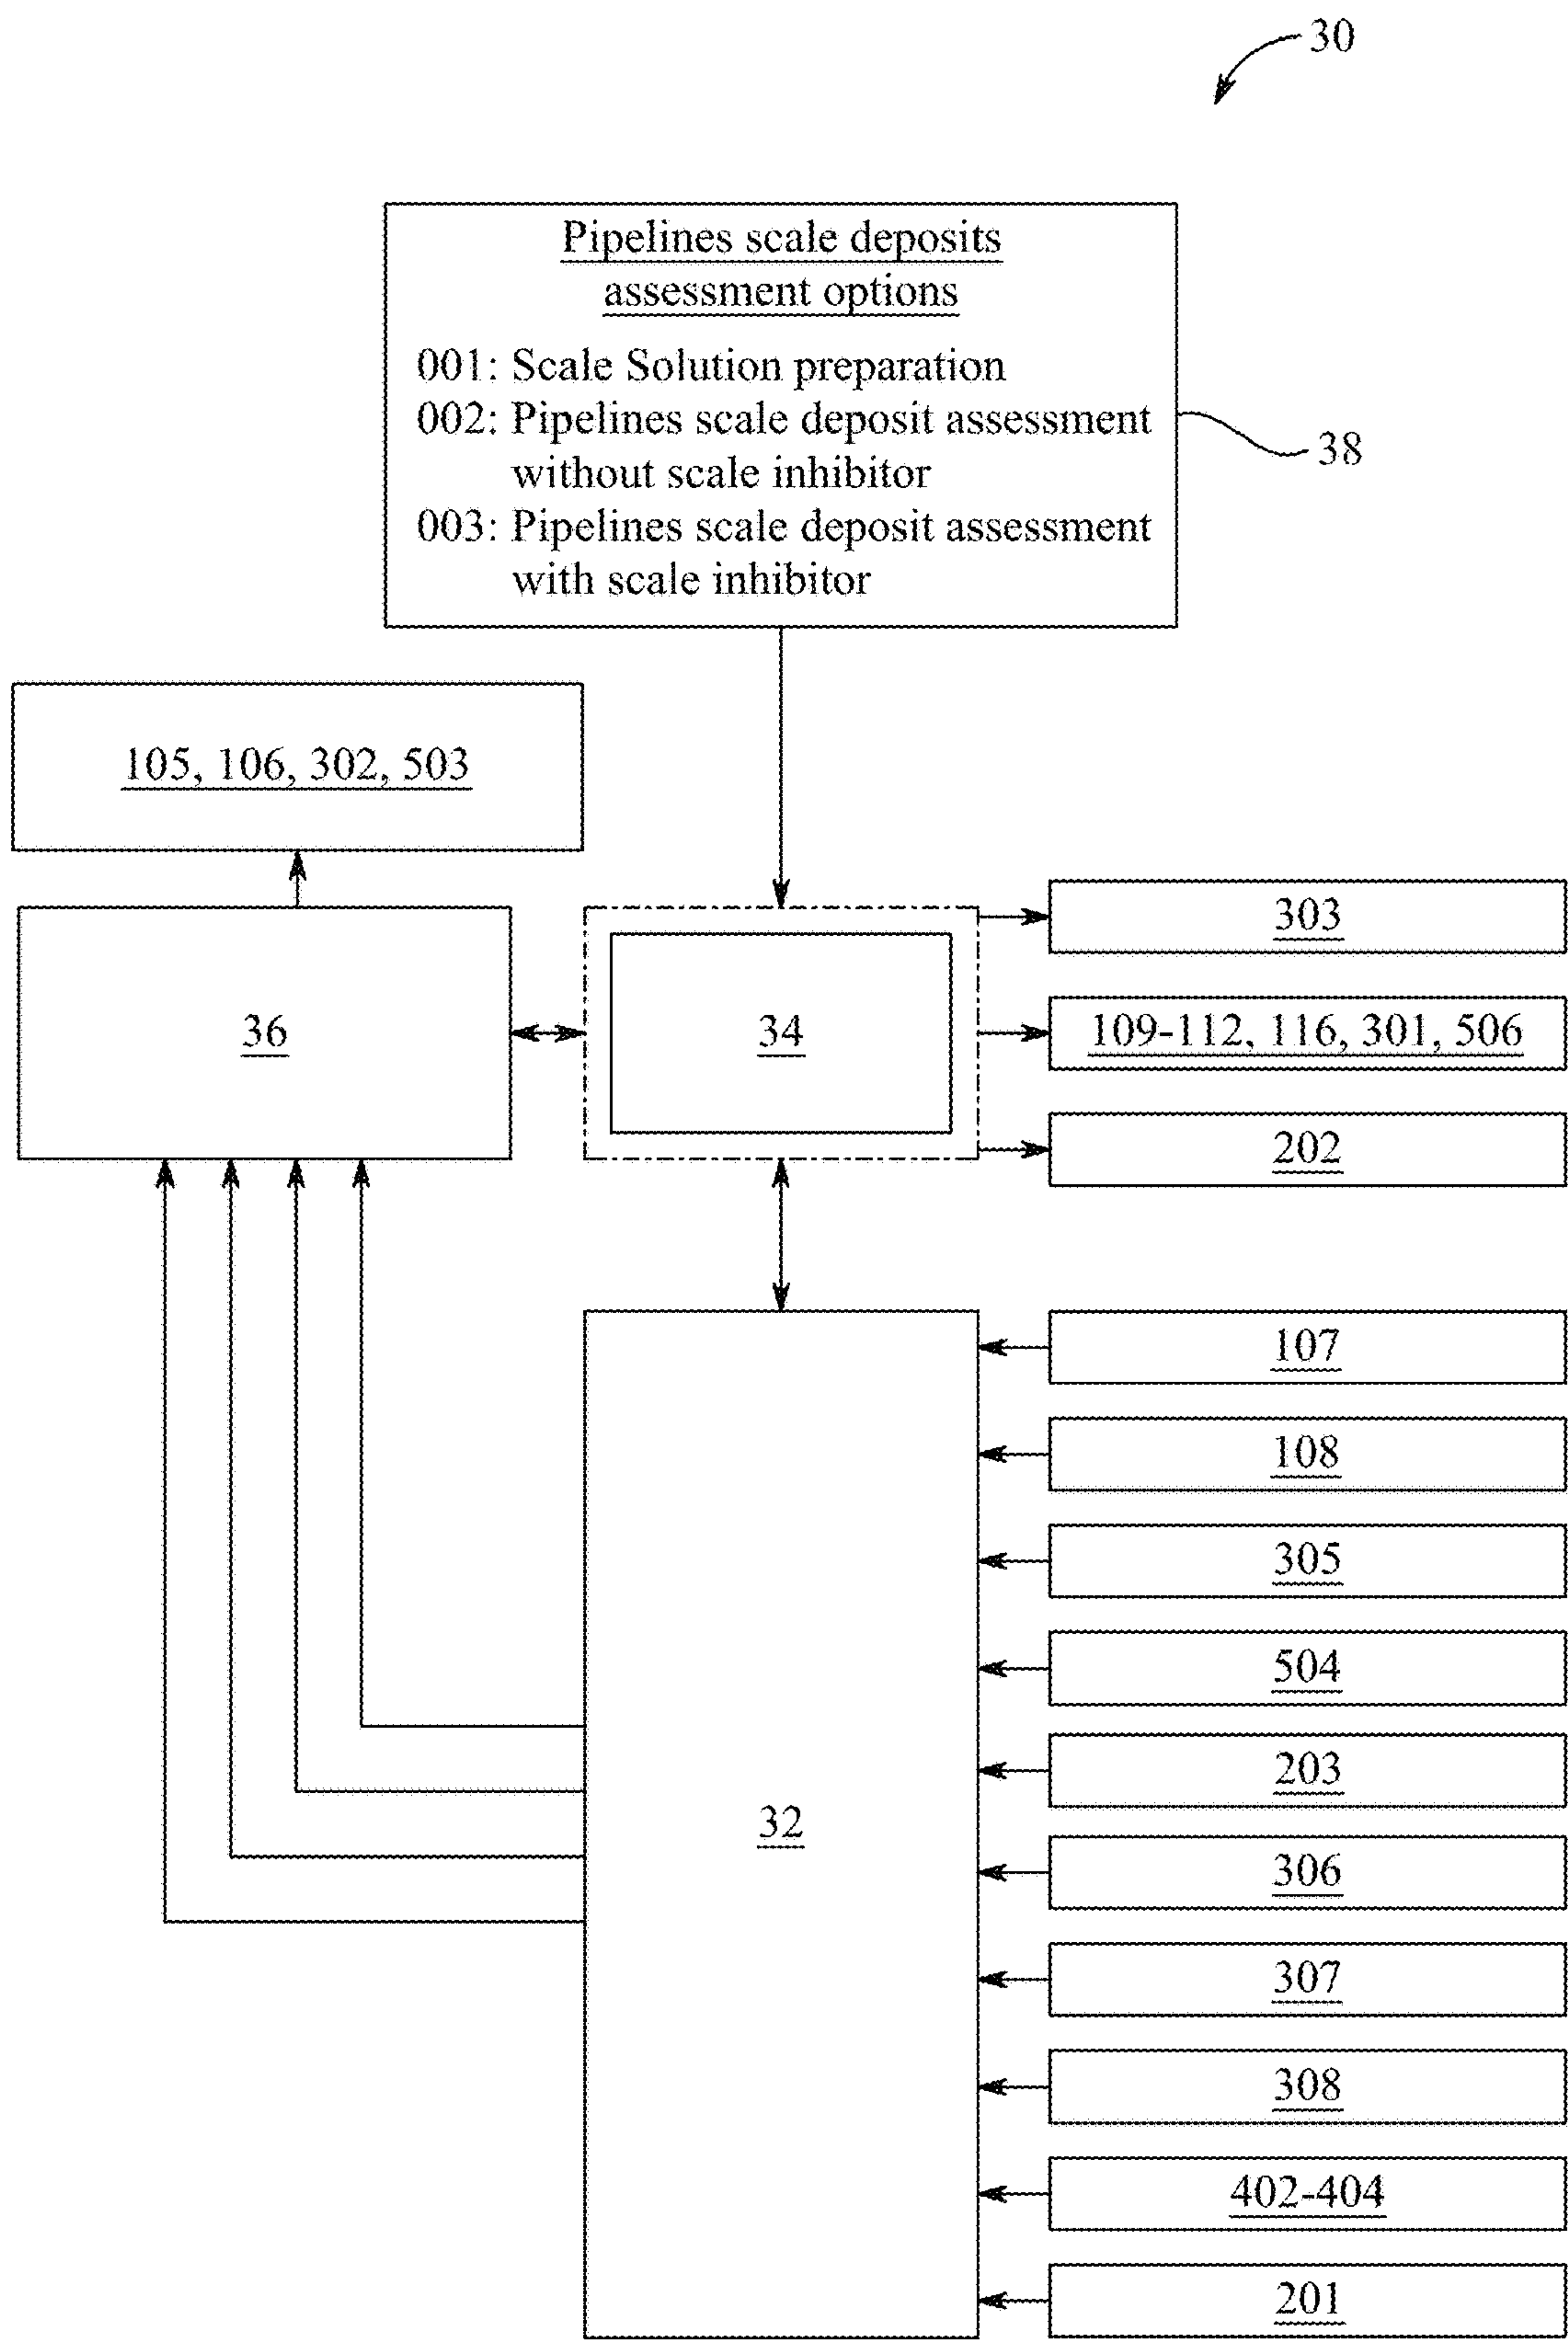 30
Pipelines scale deposits
assessment options
001: Scale Solution preparation
002: Pipelines scale deposit assessment
without scale inhibitor
003: Pipelines scale deposit assessment
with scale inhibitor
38
105, 106, 302, 503
36
34
303
109-112, 116, 301, 506
202
32
107
108
305
504
203
306
307
308
402-404
201